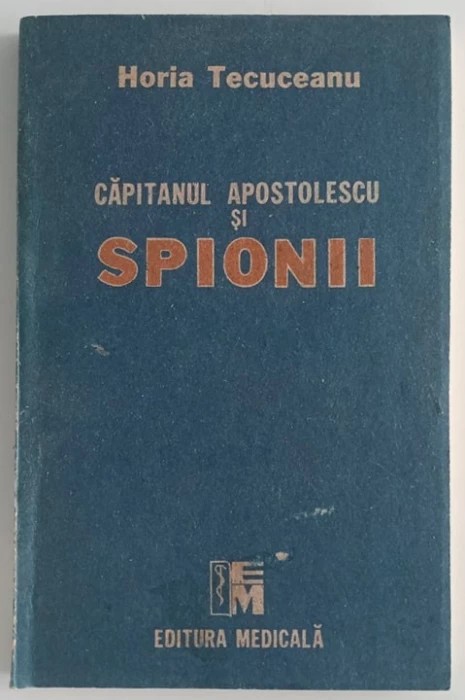 Horia Tecuceanu
CĂPITANUL APOSTOLESCU
ȘI
SPIONII
EM
EDITURA MEDICALĂ